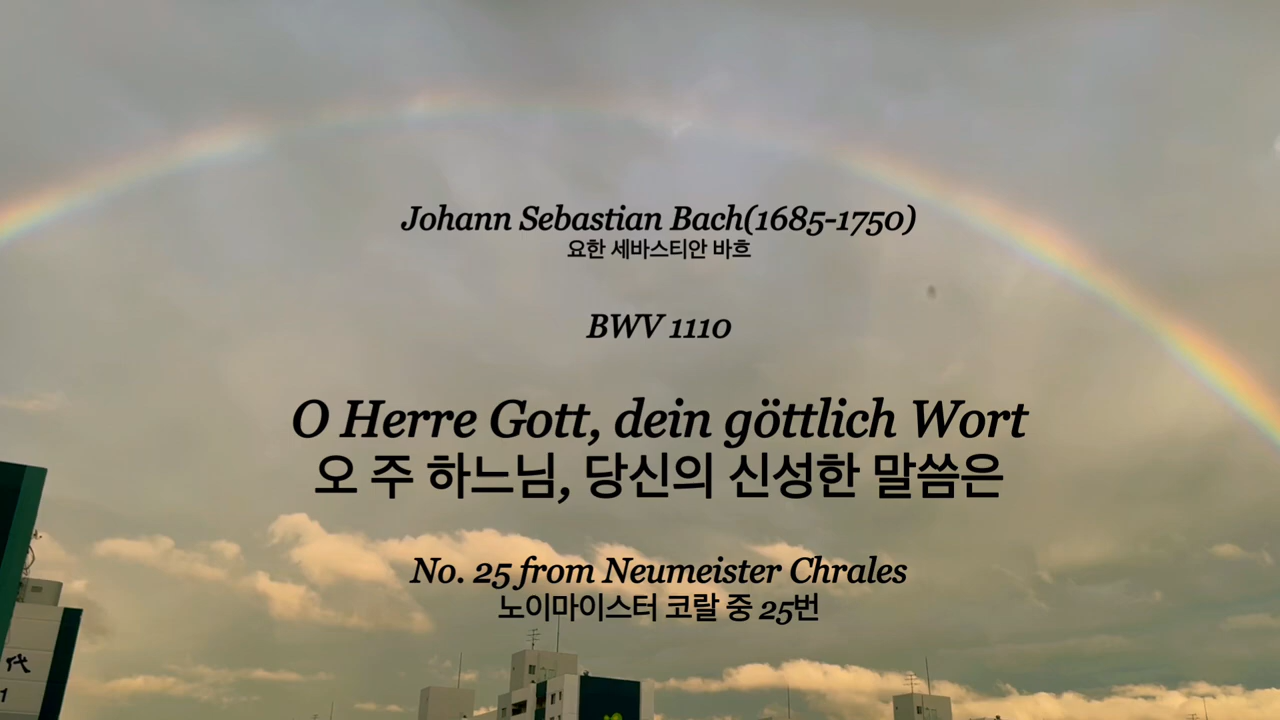 Johann Sebastian Bach(1685-1750)
요한 세바스티안 바흐
BWV 1110
O Herre Gott, dein göttlich Wort
오 주 하느님, 당신의 신성한 말씀은
No. 25 from Neumeister Chrales
노이마이스터 코랄 중 25번
代
1